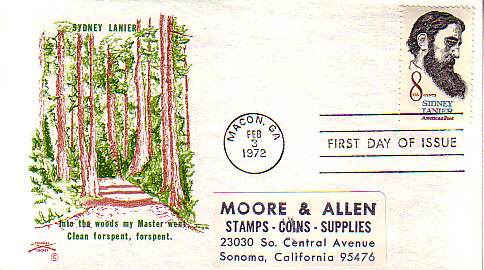 SYDNEY LANIER
8
CENTS
SIDNEY
LANIER
American Poet
MACON, GA
FEB
3
1972
FIRST DAY OF ISSUE
Into the woods my Master went
Clean forspent, forspent.
MOORE & ALLEN
STAMPS - COINS - SUPPLIES
23030 So. Central Avenue
Sonoma, California 95476
©